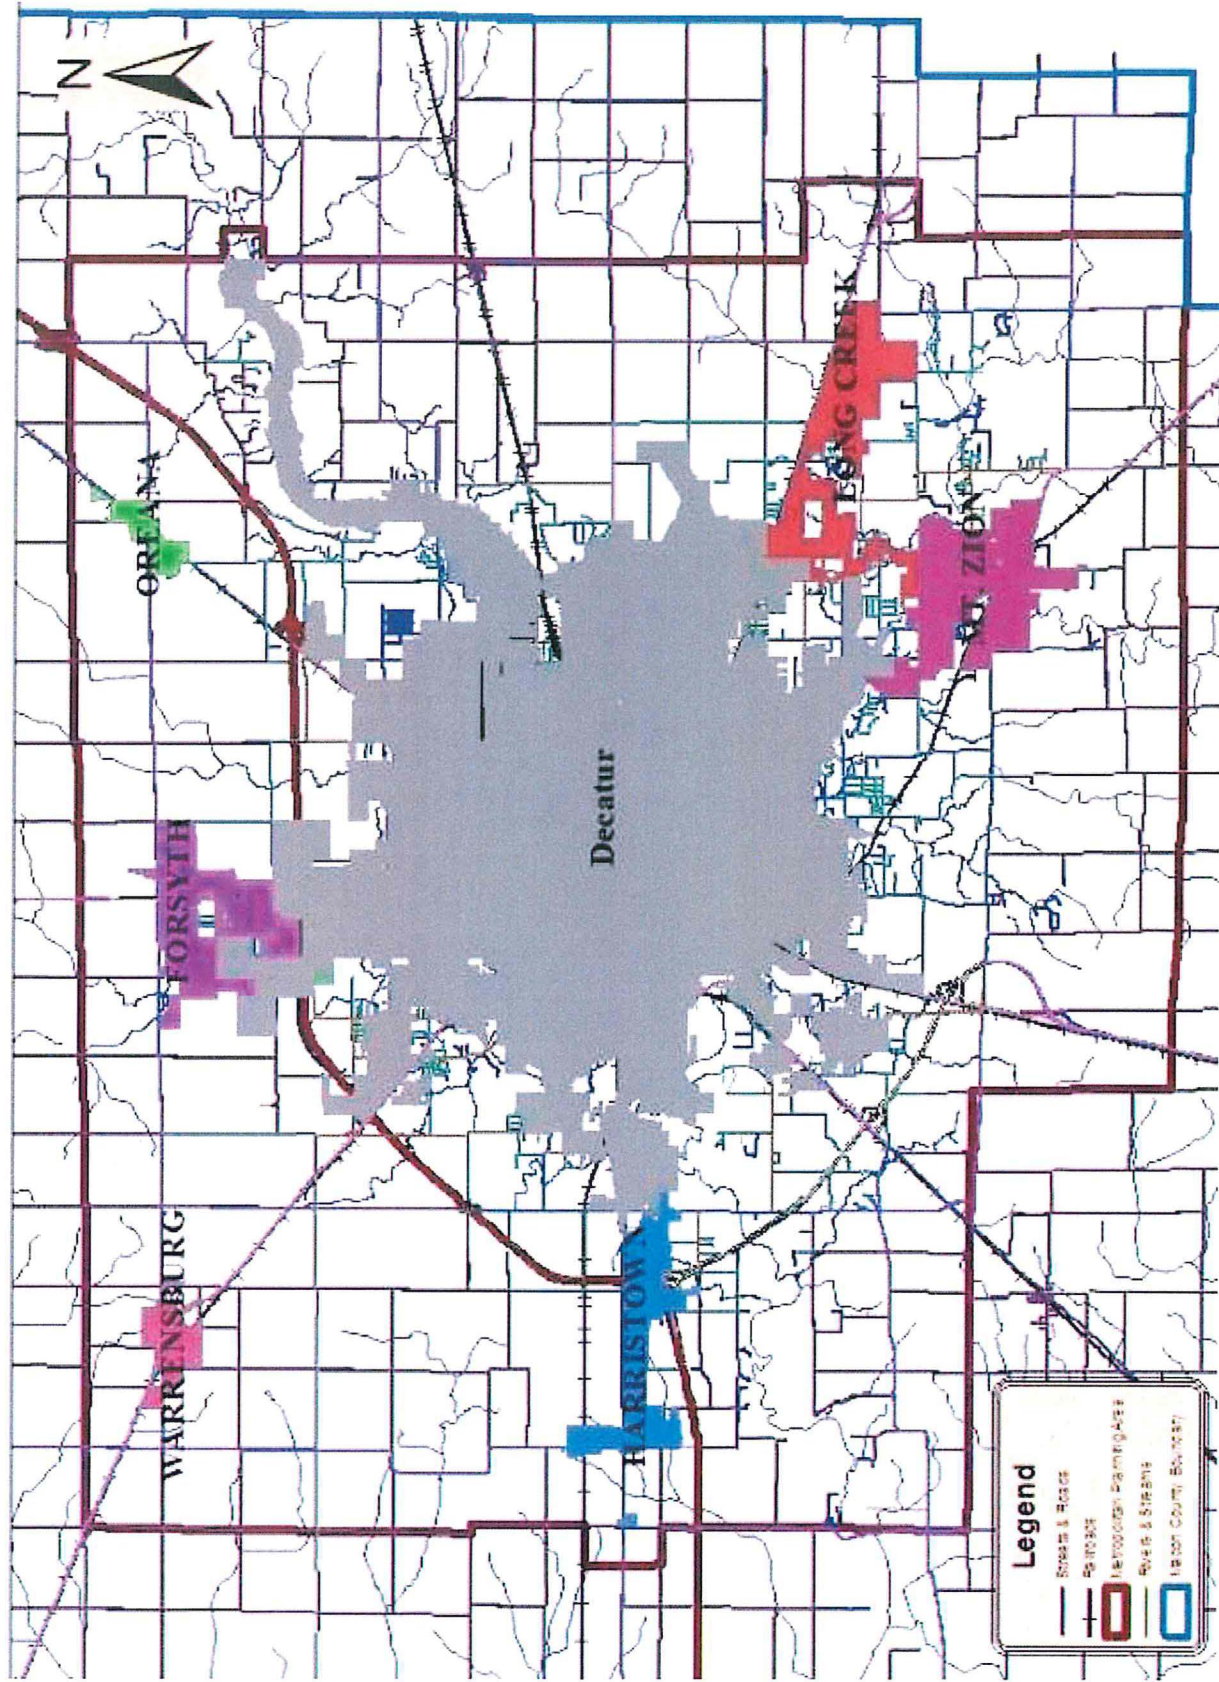 N
WARRENSBURG
FORSYTH
OREANA
Decatur
HARRISTOWN
LONG CREEK
MT ZION
Legend
Streets & Roads
Railroads
Metropolitan Planning Area
Rivers & Streams
Macon County Boundary